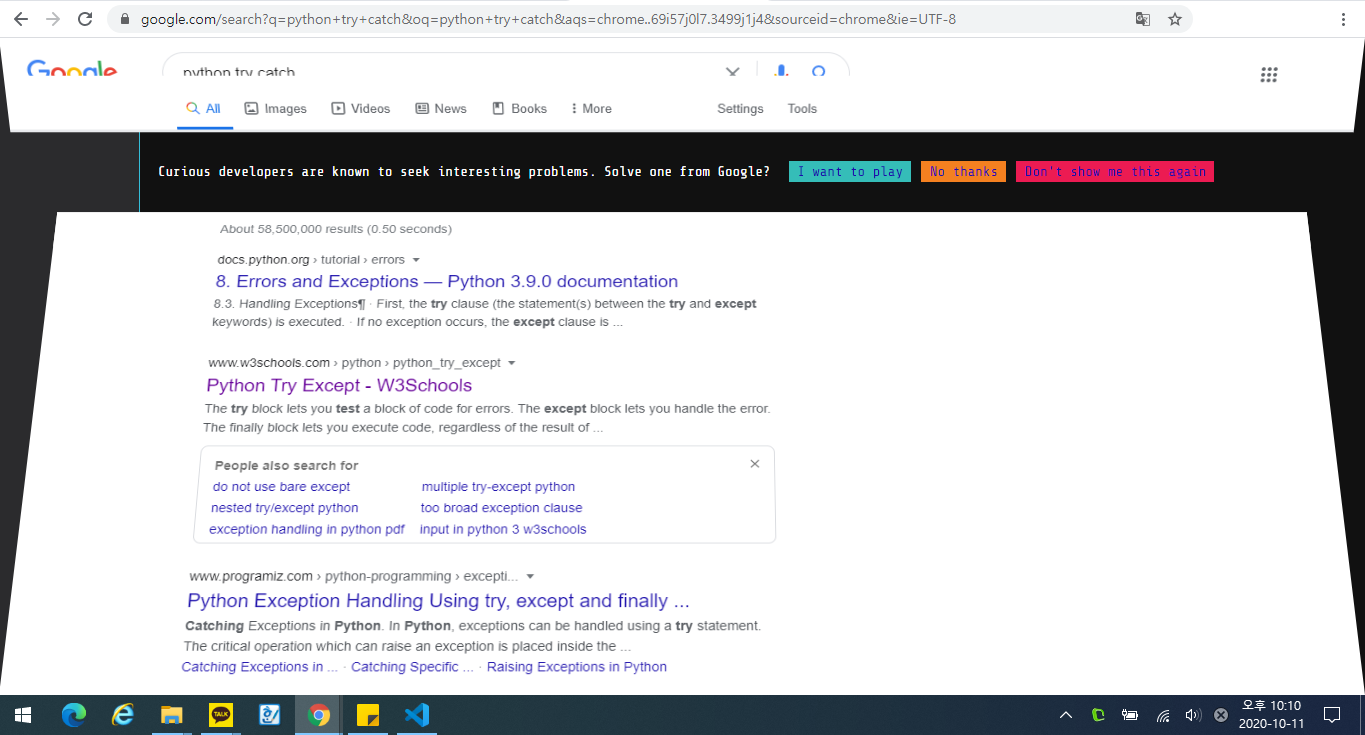 google.com/search?q=python+try+catch&oq=python+try+catch&aqs=chrome..69i57j0l7.3499j1j4&sourceid=chrome&ie=UTF-8
Google python try catch
All Images Videos News Books More Settings Tools
Curious developers are known to seek interesting problems. Solve one from Google? I want to play No thanks Don't show me this again
About 58,500,000 results (0.50 seconds)
docs.python.org › tutorial › errors
8. Errors and Exceptions — Python 3.9.0 documentation
8.3. Handling Exceptions¶ · First, the try clause (the statement(s) between the try and except
keywords) is executed. · If no exception occurs, the except clause is ...
www.w3schools.com › python › python_try_except
Python Try Except - W3Schools
The try block lets you test a block of code for errors. The except block lets you handle the error.
The finally block lets you execute code, regardless of the result of ...
People also search for
do not use bare except multiple try-except python
nested try/except python too broad exception clause
exception handling in python pdf input in python 3 w3schools
www.programiz.com › python-programming › excepti...
Python Exception Handling Using try, except and finally ...
Catching Exceptions in Python. In Python, exceptions can be handled using a try statement.
The critical operation which can raise an exception is placed inside the ...
Catching Exceptions in ... · Catching Specific ... · Raising Exceptions in Python
TALK
오후 10:10
2020-10-11